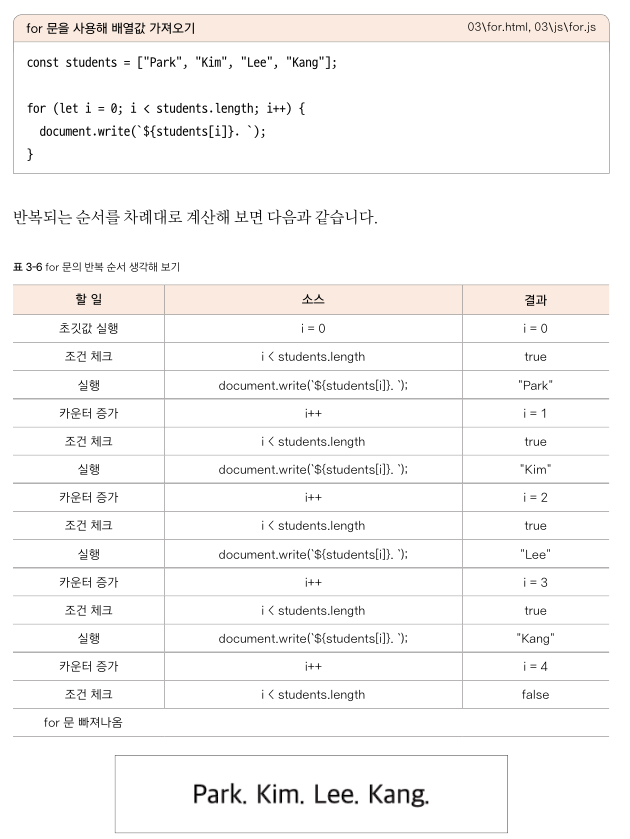 for 문을 사용해 배열값 가져오기 03\for.html, 03\js\for.js
const students = ["Park", "Kim", "Lee", "Kang"];
for (let i = 0; i < students.length; i++) {
  document.write(`${students[i]}. `);
}
반복되는 순서를 차례대로 계산해 보면 다음과 같습니다.
표 3-6 for 문의 반복 순서 생각해 보기
할 일 소스 결과
초깃값 실행 i = 0 i = 0
조건 체크 i < students.length true
실행 document.write(`${students[i]}. `); "Park"
카운터 증가 i++ i = 1
조건 체크 i < students.length true
실행 document.write(`${students[i]}. `); "Kim"
카운터 증가 i++ i = 2
조건 체크 i < students.length true
실행 document.write(`${students[i]}. `); "Lee"
카운터 증가 i++ i = 3
조건 체크 i < students.length true
실행 document.write(`${students[i]}. `); "Kang"
카운터 증가 i++ i = 4
조건 체크 i < students.length false
for 문 빠져나옴
Park. Kim. Lee. Kang.